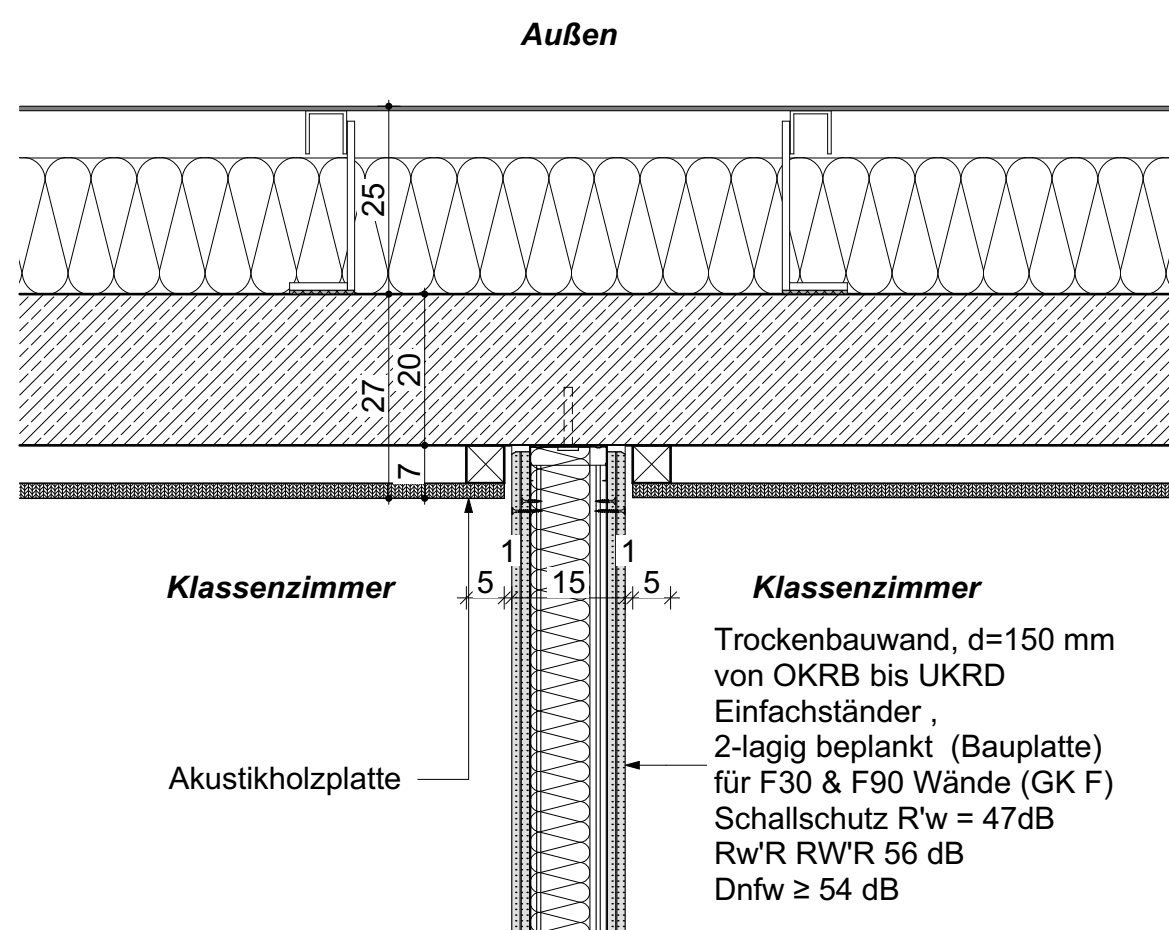 Außen
25
20
27
7
1
1
5
15
5
Klassenzimmer
Klassenzimmer
Trockenbauwand, d=150 mm
von OKRB bis UKRD
Einfachständer ,
2-lagig beplankt (Bauplatte)
für F30 & F90 Wände (GK F)
Schallschutz R'w = 47dB
Rw'R RW'R 56 dB
Dnfw ≥ 54 dB
Akustikholzplatte